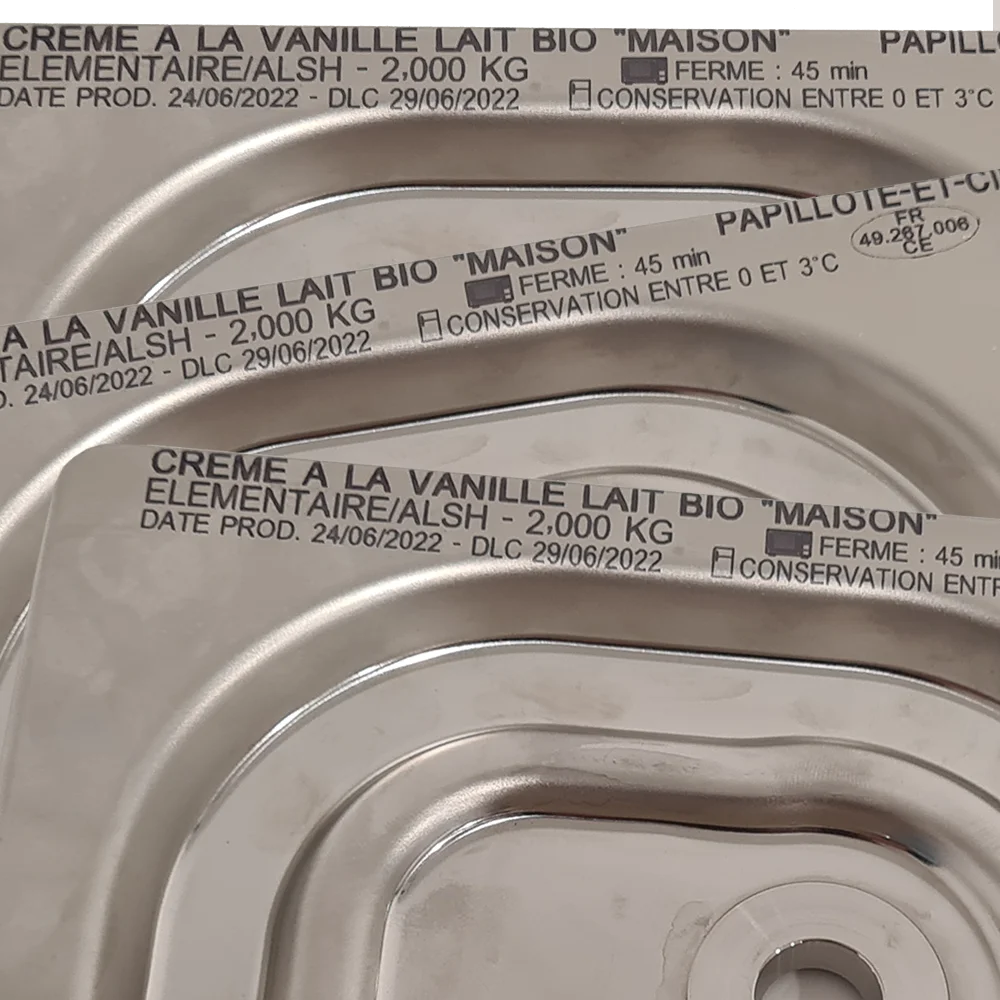 CREME A LA VANILLE LAIT BIO "MAISON"
ELEMENTAIRE/ALSH - 2,000 KG
FERME : 45 min
DATE PROD. 24/06/2022 - DLC 29/06/2022
CONSERVATION ENTRE 0 ET 3°C
PAPILLOTE-ET-CI
FR
49.267.006
CE
A LA VANILLE LAIT BIO "MAISON"
TAIRE/ALSH - 2,000 KG
FERME : 45 min
24/06/2022 - DLC 29/06/2022
CONSERVATION ENTRE 0 ET 3°C
CREME A LA VANILLE LAIT BIO "MAISON"
ELEMENTAIRE/ALSH - 2,000 KG
FERME : 45 min
DATE PROD. 24/06/2022 - DLC 29/06/2022
CONSERVATION ENTR